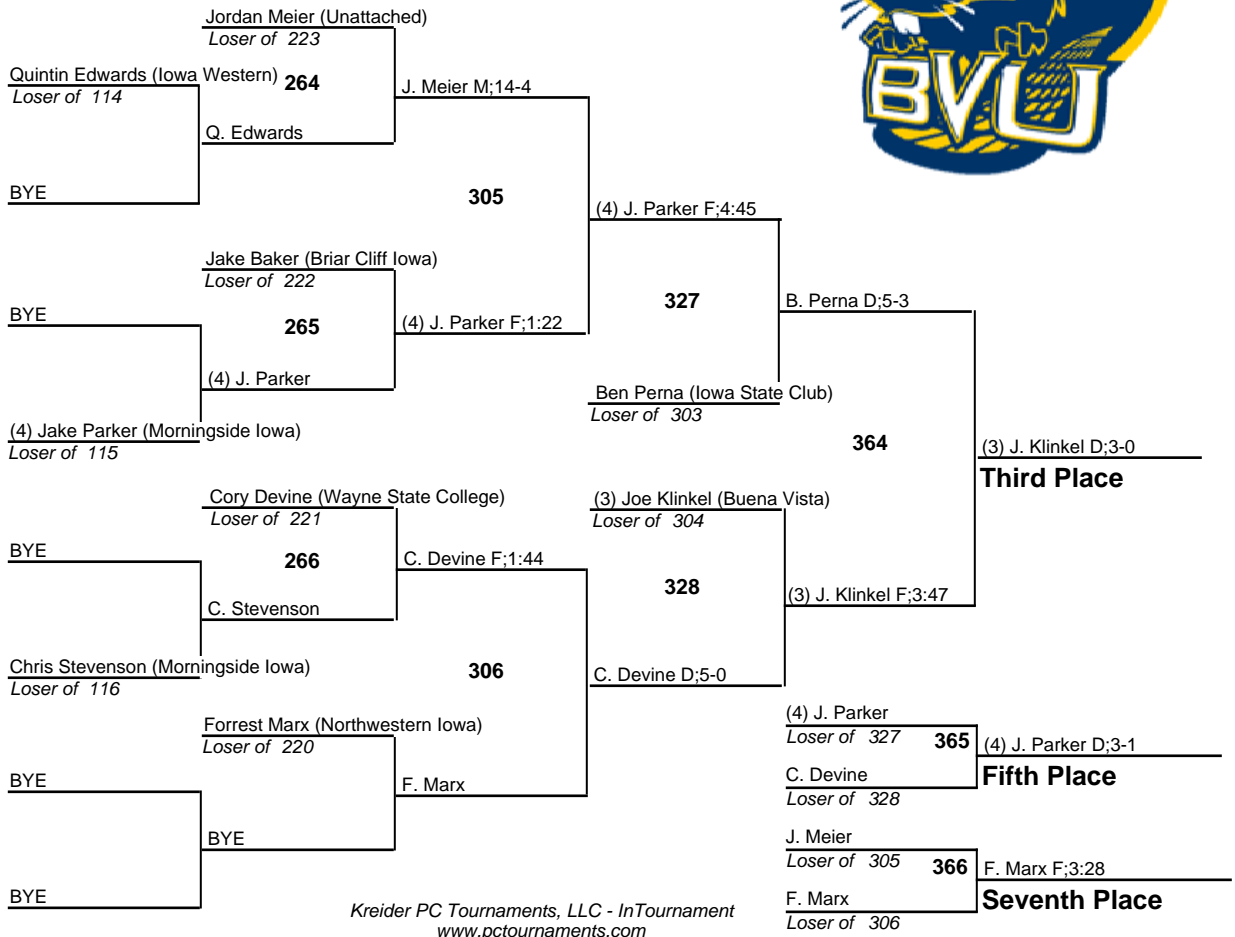 Jordan Meier (Unattached)
Loser of 223
Quintin Edwards (Iowa Western)
Loser of 114
264
J. Meier M;14-4
Q. Edwards
BYE
305
(4) J. Parker F;4:45
Jake Baker (Briar Cliff Iowa)
Loser of 222
BYE
265
(4) J. Parker F;1:22
327
B. Perna D;5-3
(4) J. Parker
Ben Perna (Iowa State Club)
Loser of 303
(4) Jake Parker (Morningside Iowa)
Loser of 115
364
(3) J. Klinkel D;3-0
Third Place
Cory Devine (Wayne State College)
Loser of 221
(3) Joe Klinkel (Buena Vista)
Loser of 304
BYE
266
C. Devine F;1:44
328
(3) J. Klinkel F;3:47
C. Stevenson
Chris Stevenson (Morningside Iowa)
Loser of 116
306
C. Devine D;5-0
Forrest Marx (Northwestern Iowa)
Loser of 220
(4) J. Parker
Loser of 327
365
(4) J. Parker D;3-1
Fifth Place
C. Devine
Loser of 328
BYE
F. Marx
BYE
J. Meier
Loser of 305
366
F. Marx F;3:28
Seventh Place
F. Marx
Loser of 306
BYE
Kreider PC Tournaments, LLC - InTournament
www.pctournaments.com
BVU